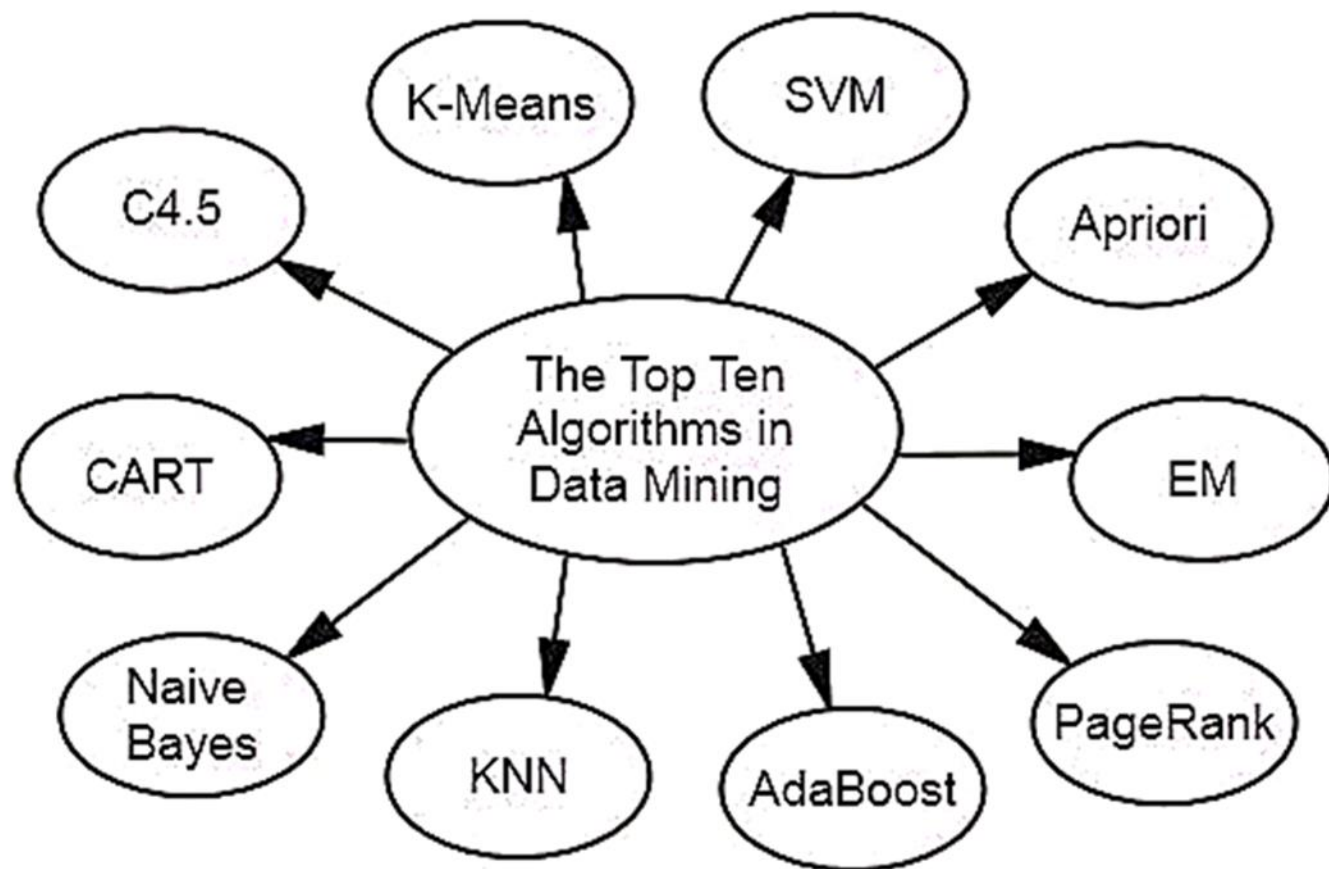 K-Means
SVM
C4.5
Apriori
The Top Ten
Algorithms in
Data Mining
CART
EM
Naive
Bayes
KNN
AdaBoost
PageRank